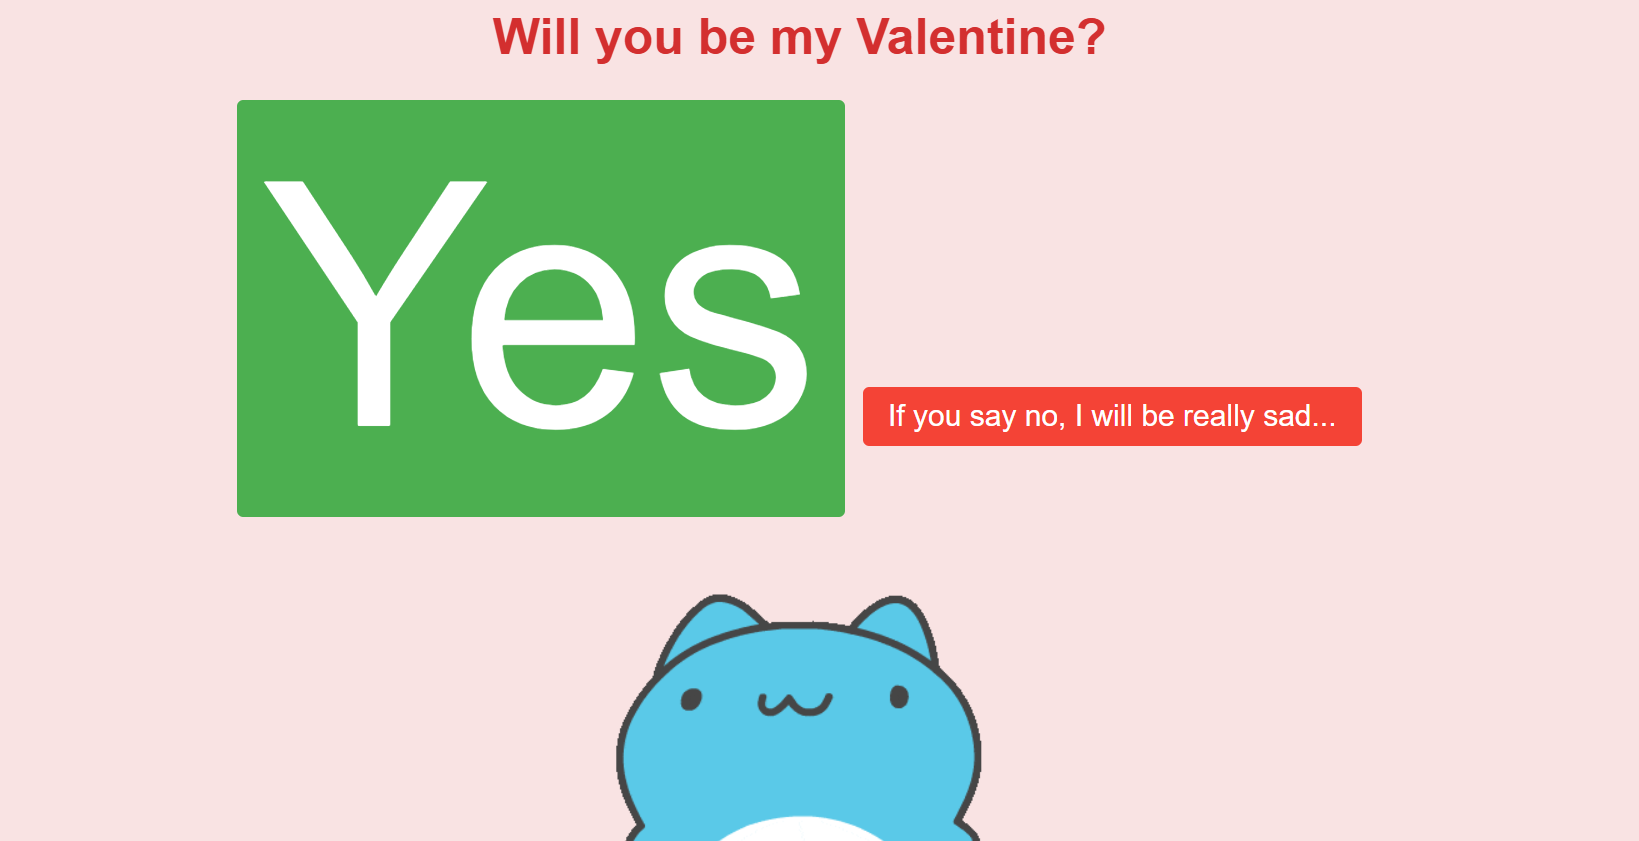 Will you be my Valentine?
Yes
If you say no, I will be really sad...